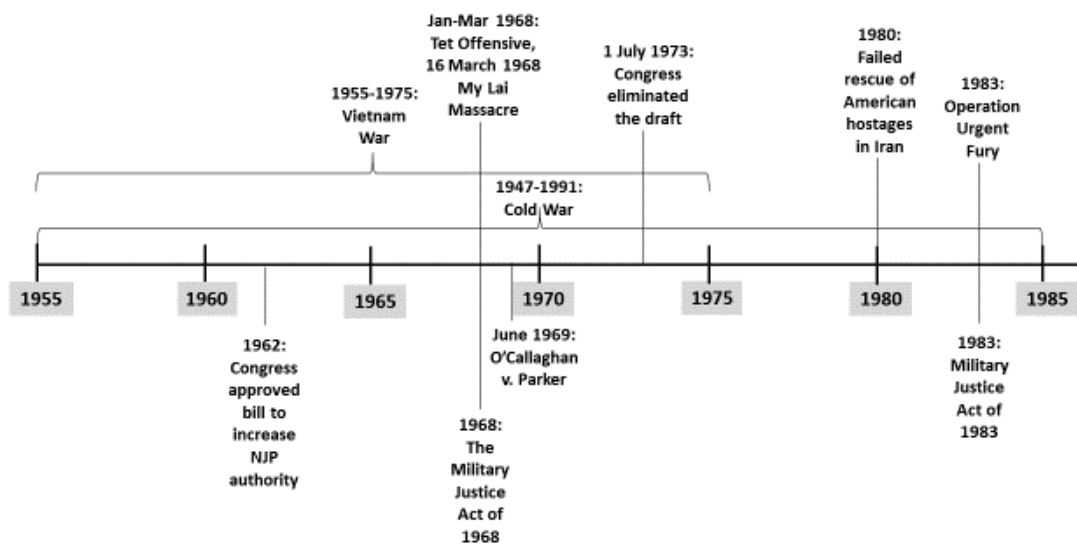 Jan-Mar 1968:
Tet Offensive,
16 March 1968
My Lai
Massacre
1 July 1973:
Congress
eliminated
the draft
1980:
Failed
rescue of
American
hostages
in Iran
1983:
Operation
Urgent
Fury
1955-1975:
Vietnam
War
1947-1991:
Cold War
1955
1960
1965
1970
1975
1980
1985
1962:
Congress
approved
bill to
increase
NJP
authority
1968:
The
Military
Justice
Act of
1968
June 1969:
O'Callaghan
v. Parker
1983:
Military
Justice
Act of
1983